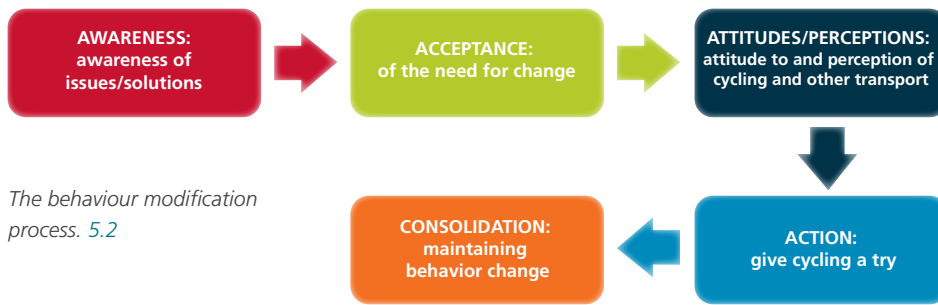 AWARENESS:
awareness of
issues/solutions
ACCEPTANCE:
of the need for change
ATTITUDES/PERCEPTIONS:
attitude to and perception of
cycling and other transport
ACTION:
give cycling a try
CONSOLIDATION:
maintaining
behavior change
The behaviour modification
process. 5.2